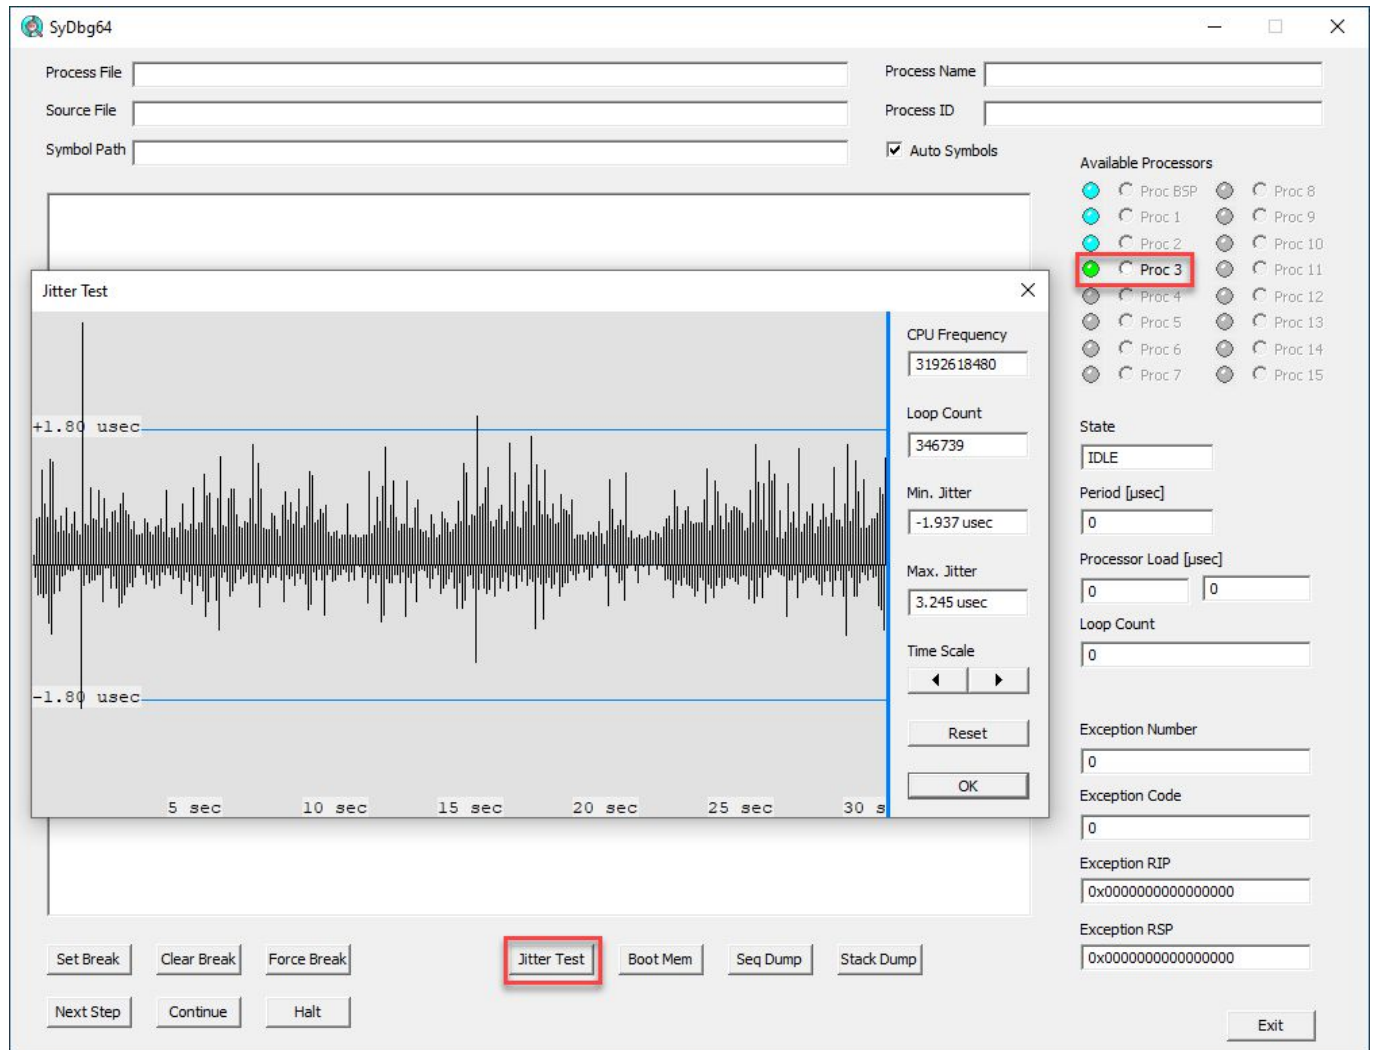 SyDbg64
Process File
Process Name
Source File
Process ID
Symbol Path
Auto Symbols
Available Processors
Proc BSP
Proc 8
Proc 1
Proc 9
Proc 2
Proc 10
Proc 3
Proc 11
Proc 4
Proc 12
Proc 5
Proc 13
Proc 6
Proc 14
Proc 7
Proc 15
Jitter Test
+1.80 usec
-1.80 usec
5 sec 10 sec 15 sec 20 sec 25 sec 30 s
CPU Frequency
3192618480
Loop Count
346739
Min. Jitter
-1.937 usec
Max. Jitter
3.245 usec
Time Scale
Reset
OK
State
IDLE
Period [µsec]
0
Processor Load [µsec]
0
0
Loop Count
0
Exception Number
0
Exception Code
0
Exception RIP
0x0000000000000000
Exception RSP
0x0000000000000000
Set Break
Clear Break
Force Break
Jitter Test
Boot Mem
Seq Dump
Stack Dump
Next Step
Continue
Halt
Exit